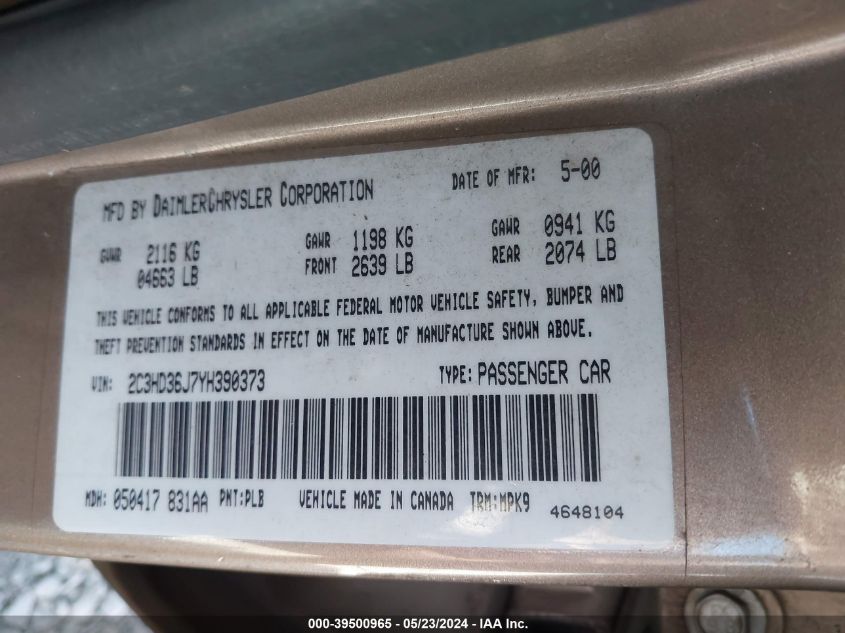 MFD BY DAIMLERCHRYSLER CORPORATION DATE OF MFR: 5-00
GVWR 2116 KG GAWR 1198 KG GAWR 0941 KG
04663 LB FRONT 2639 LB REAR 2074 LB
THIS VEHICLE CONFORMS TO ALL APPLICABLE FEDERAL MOTOR VEHICLE SAFETY, BUMPER AND
THEFT PREVENTION STANDARDS IN EFFECT ON THE DATE OF MANUFACTURE SHOWN ABOVE.
VIN: 2C3HD36J7YH390373 TYPE: PASSENGER CAR
MDH: 050417 831AA PNT:PLB VEHICLE MADE IN CANADA TRM:MPK9 4648104
000-39500965 - 05/23/2024 - IAA Inc.